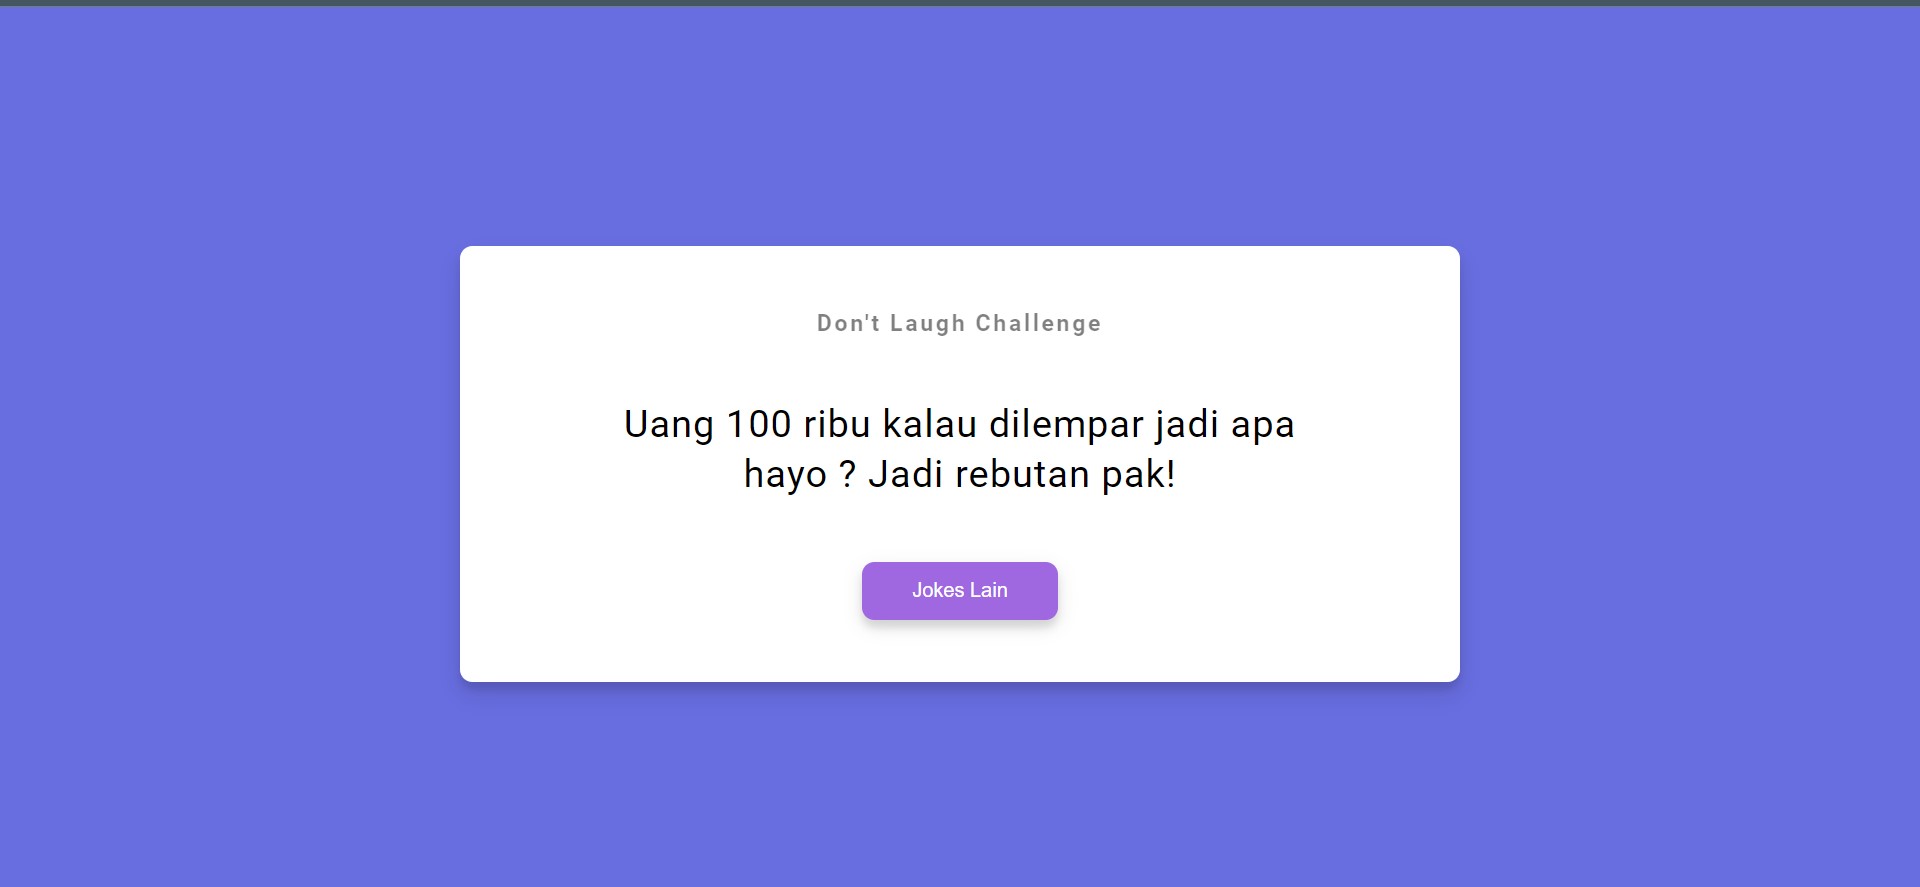 Don't Laugh Challenge
Uang 100 ribu kalau dilempar jadi apa
hayo ? Jadi rebutan pak!
Jokes Lain